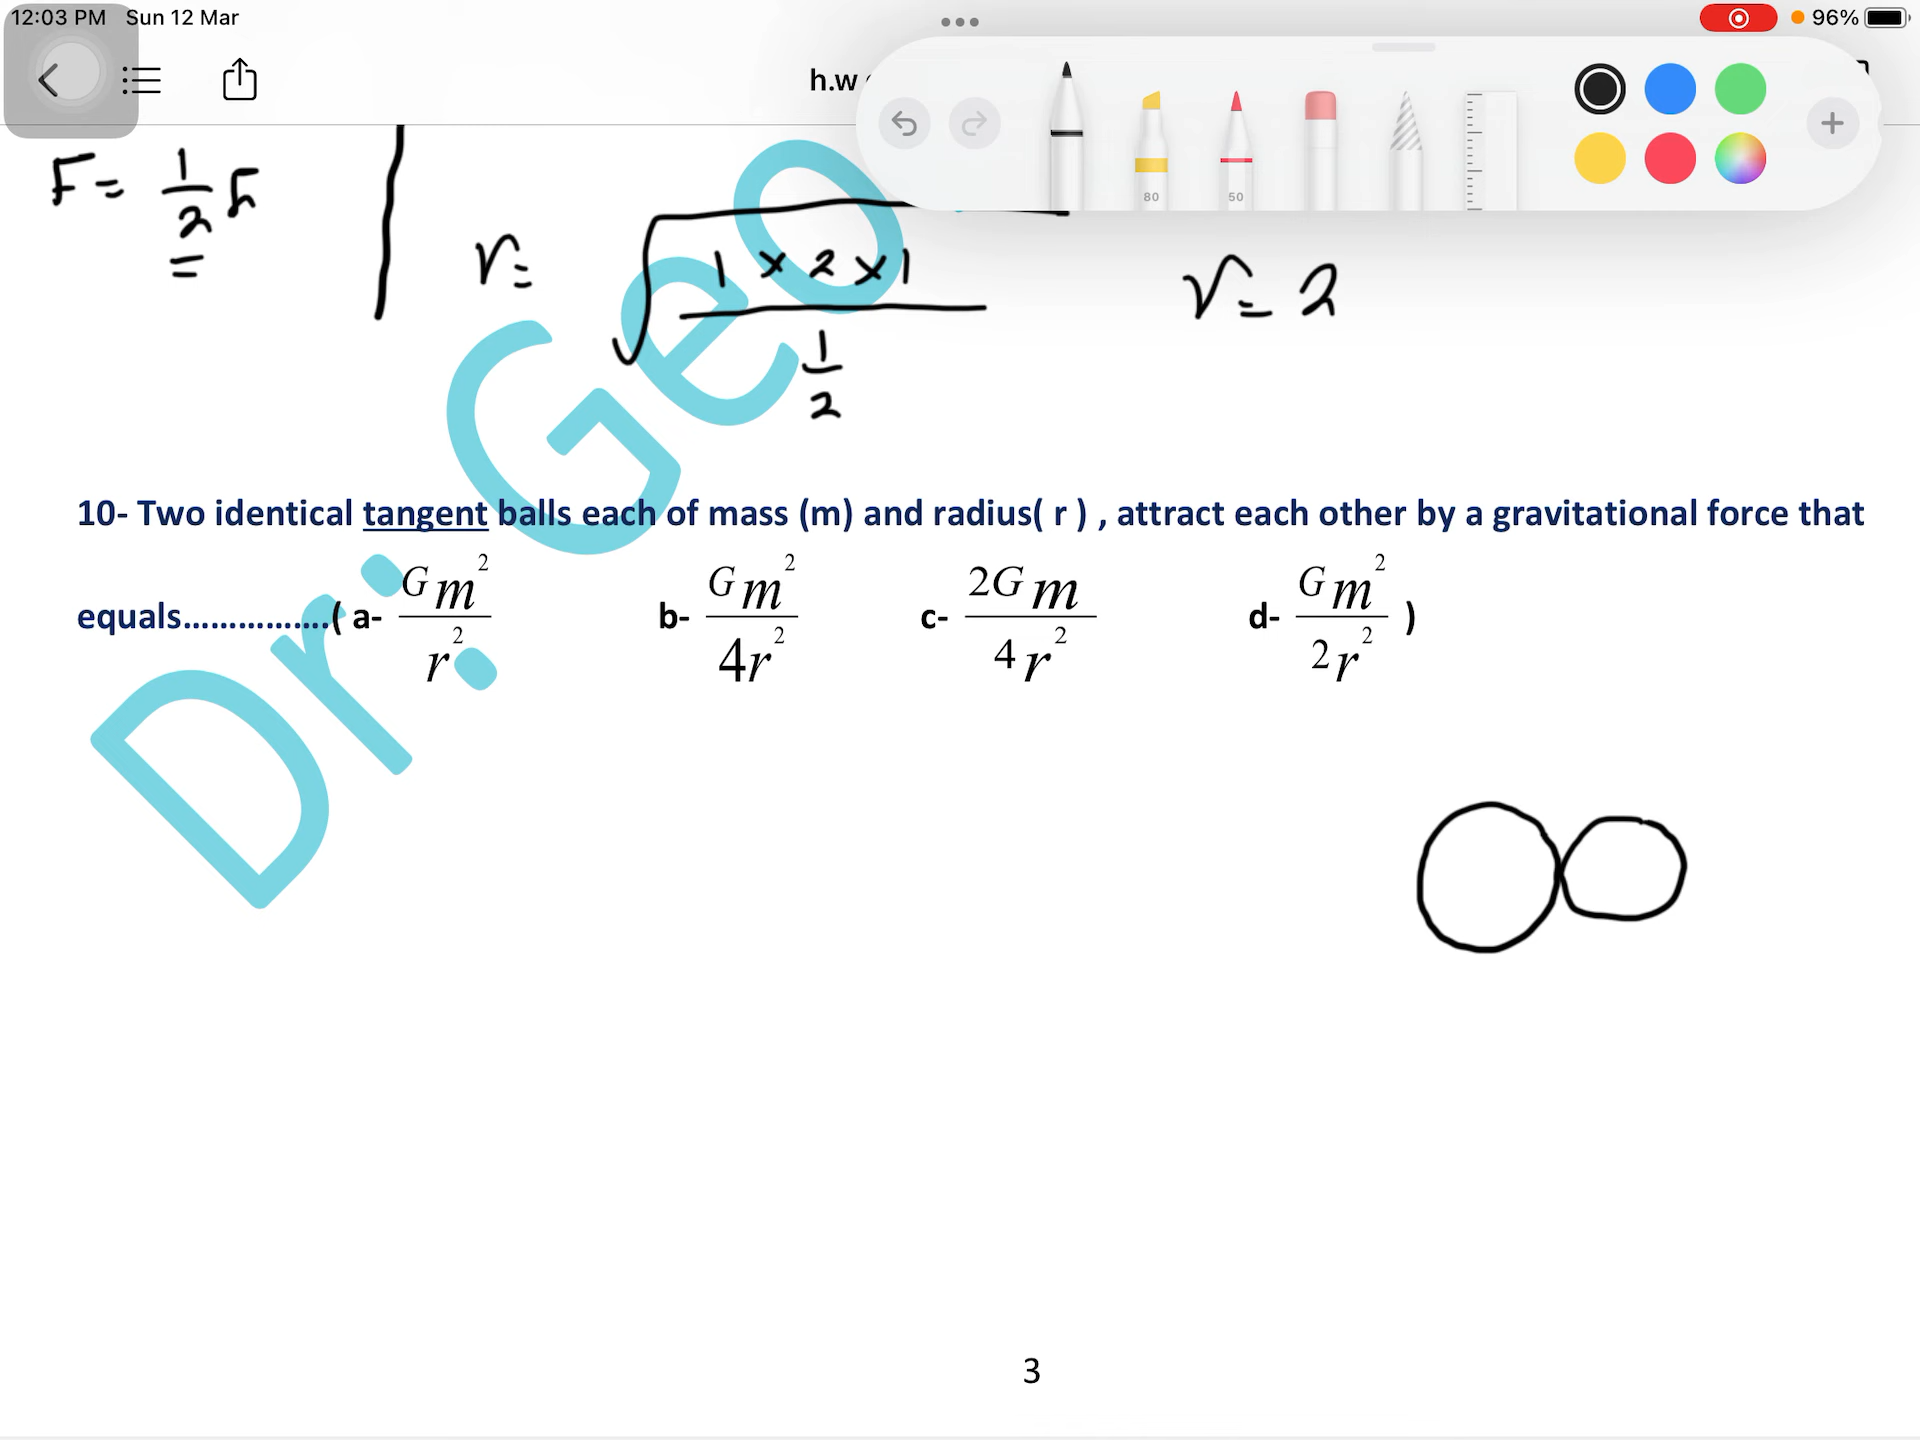 12:03 PM Sun 12 Mar
96%
h.w
80
50
F = 1/2 F
r = √(1 × 2 × 1 / 1/2)
r = 2
Dr. Geo
10- Two identical tangent balls each of mass (m) and radius( r ) , attract each other by a gravitational force that
equals................( a- Gm²/r² b- Gm²/4r² c- 2Gm/4r² d- Gm²/2r² )
3